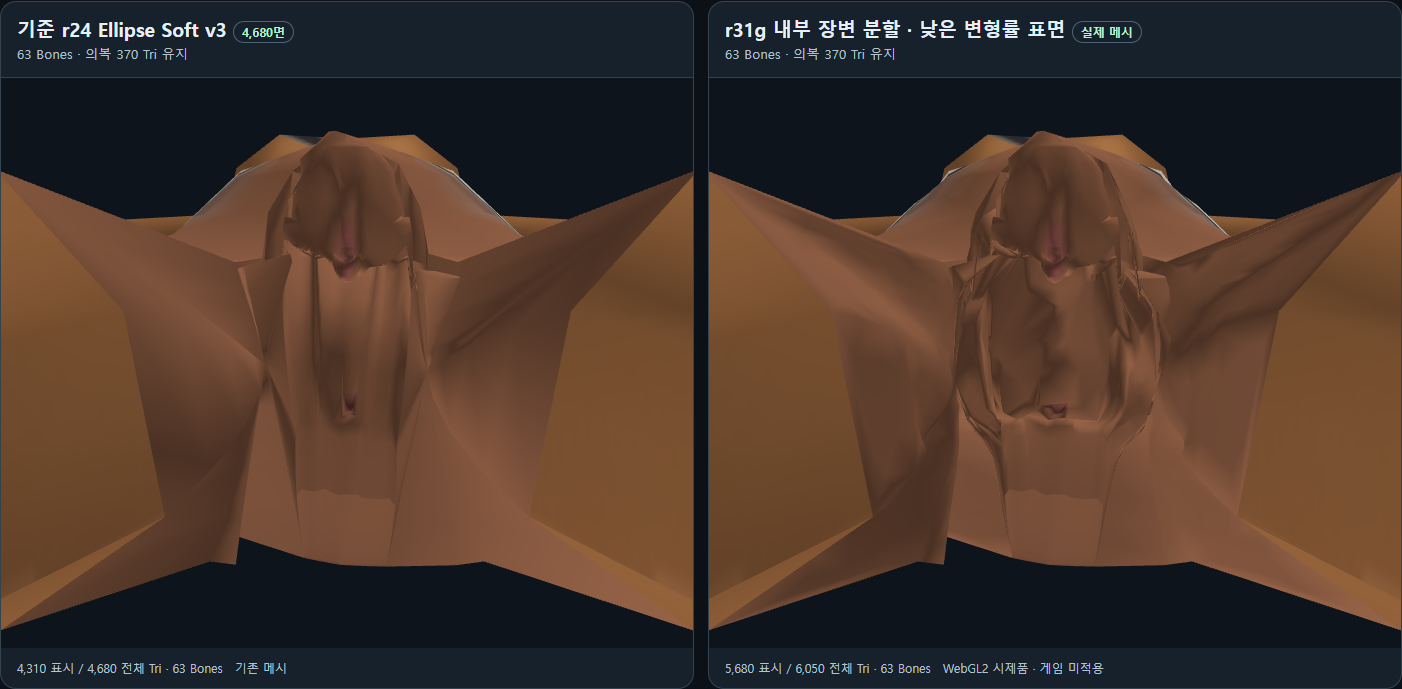 기준 r24 Ellipse Soft v3 4,680면
63 Bones · 의복 370 Tri 유지
4,310 표시 / 4,680 전체 Tri · 63 Bones 기존 메시
r31g 내부 장변 분할 · 낮은 변형률 표면 실제 메시
63 Bones · 의복 370 Tri 유지
5,680 표시 / 6,050 전체 Tri · 63 Bones WebGL2 시제품 · 게임 미적용